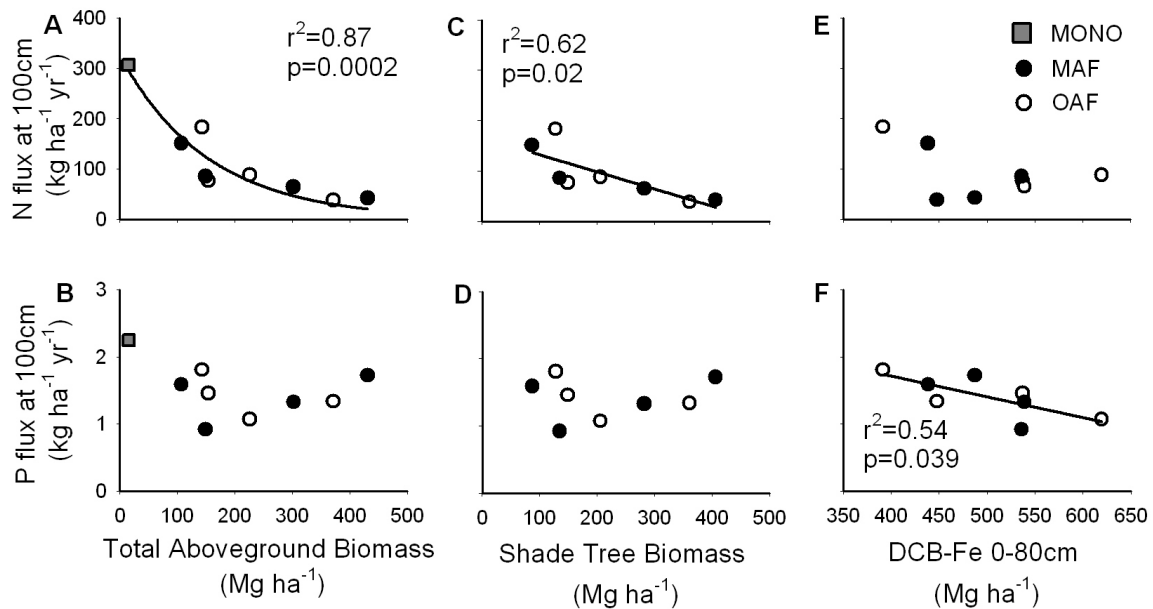 A
r²=0.87
p=0.0002
N flux at 100cm
(kg ha⁻¹ yr⁻¹)
400
300
200
100
0
C
r²=0.62
p=0.02
E
MONO
MAF
OAF
B
P flux at 100cm
(kg ha⁻¹ yr⁻¹)
3
2
1
0
0 100 200 300 400 500
Total Aboveground Biomass
(Mg ha⁻¹)
D
0 100 200 300 400 500
Shade Tree Biomass
(Mg ha⁻¹)
F
r²=0.54
p=0.039
350 400 450 500 550 600 650
DCB-Fe 0-80cm
(Mg ha⁻¹)